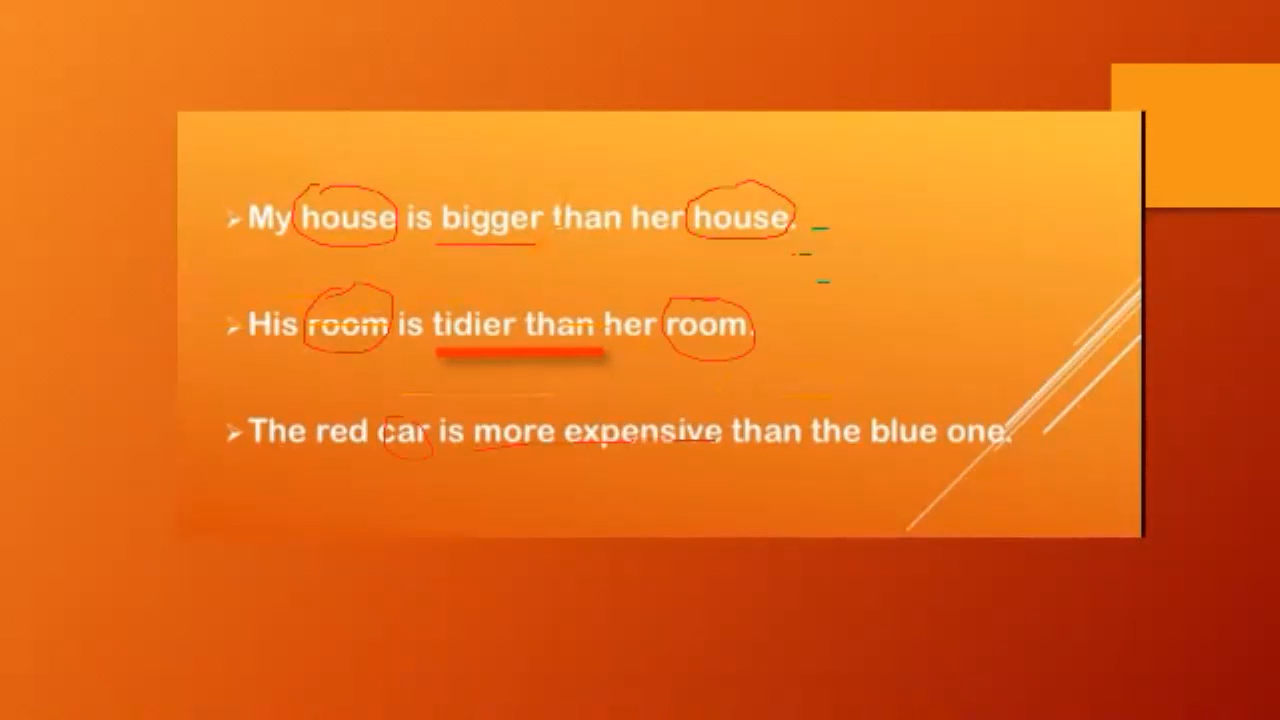 My house is bigger than her house.
His room is tidier than her room.
The red car is more expensive than the blue one.